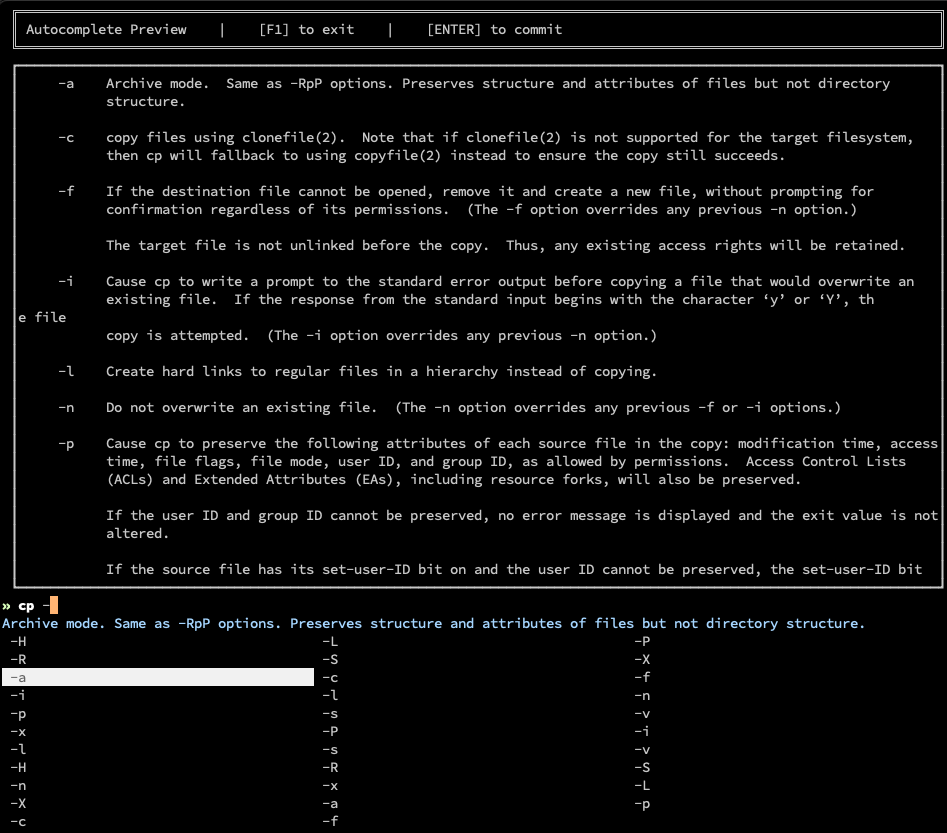 Autocomplete Preview | [F1] to exit | [ENTER] to commit
-a Archive mode. Same as -RpP options. Preserves structure and attributes of files but not directory
structure.
-c copy files using clonefile(2). Note that if clonefile(2) is not supported for the target filesystem,
then cp will fallback to using copyfile(2) instead to ensure the copy still succeeds.
-f If the destination file cannot be opened, remove it and create a new file, without prompting for
confirmation regardless of its permissions. (The -f option overrides any previous -n option.)
The target file is not unlinked before the copy. Thus, any existing access rights will be retained.
-i Cause cp to write a prompt to the standard error output before copying a file that would overwrite an
existing file. If the response from the standard input begins with the character ‘y’ or ‘Y’, th
e file
copy is attempted. (The -i option overrides any previous -n option.)
-l Create hard links to regular files in a hierarchy instead of copying.
-n Do not overwrite an existing file. (The -n option overrides any previous -f or -i options.)
-p Cause cp to preserve the following attributes of each source file in the copy: modification time, access
time, file flags, file mode, user ID, and group ID, as allowed by permissions. Access Control Lists
(ACLs) and Extended Attributes (EAs), including resource forks, will also be preserved.
If the user ID and group ID cannot be preserved, no error message is displayed and the exit value is not
altered.
If the source file has its set-user-ID bit on and the user ID cannot be preserved, the set-user-ID bit
» cp -
Archive mode. Same as -RpP options. Preserves structure and attributes of files but not directory structure.
-H -L -P
-R -S -X
-a -c -f
-i -l -n
-p -s -v
-x -P -i
-l -s -v
-H -R -S
-n -x -L
-X -a -p
-c -f